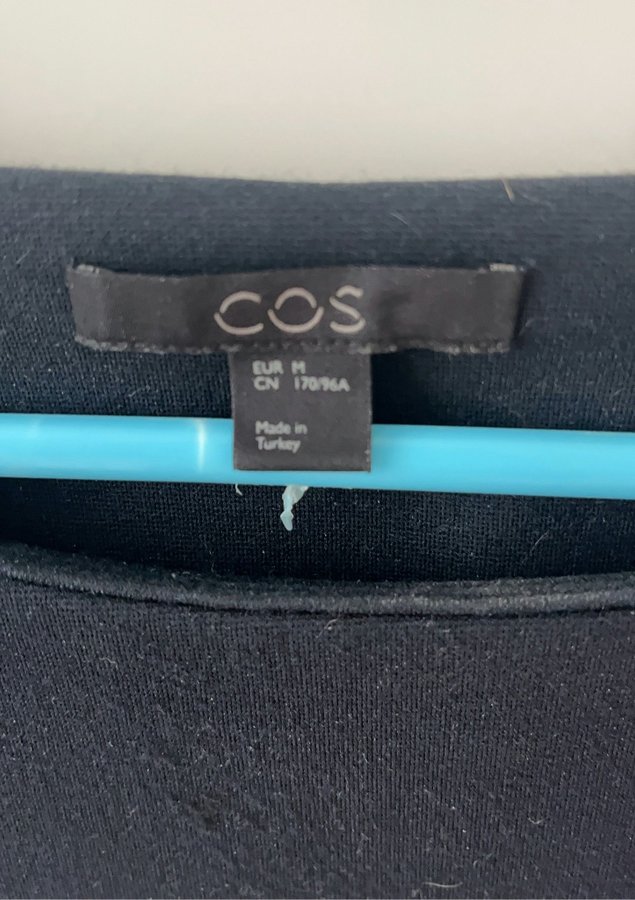 COS
EUR M
CN 170/96A
Made in
Turkey